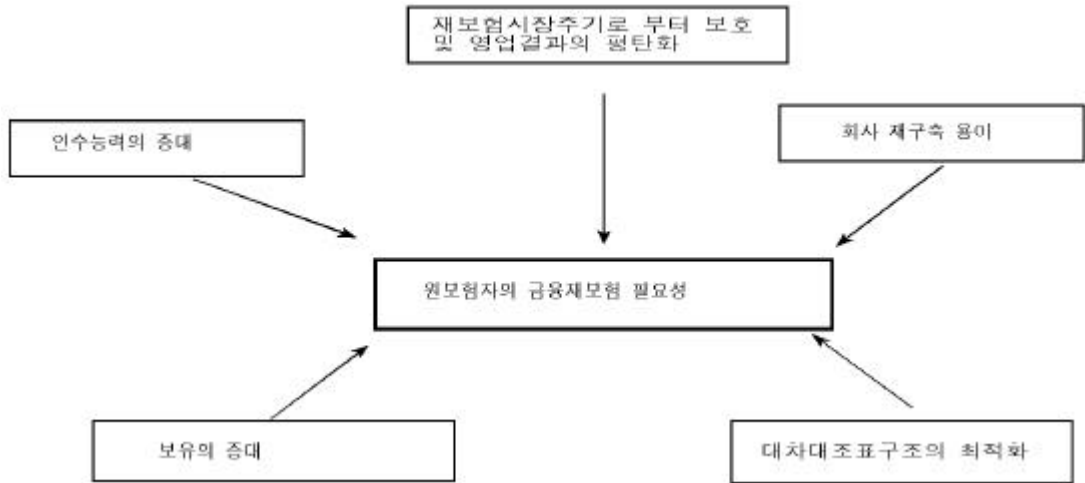 재보험시장주기로 부터 보호
및 영업결과의 평탄화
인수능력의 증대
회사 재구축 용이
원보험자의 금융재보험 필요성
보유의 증대
대차대조표구조의 최적화